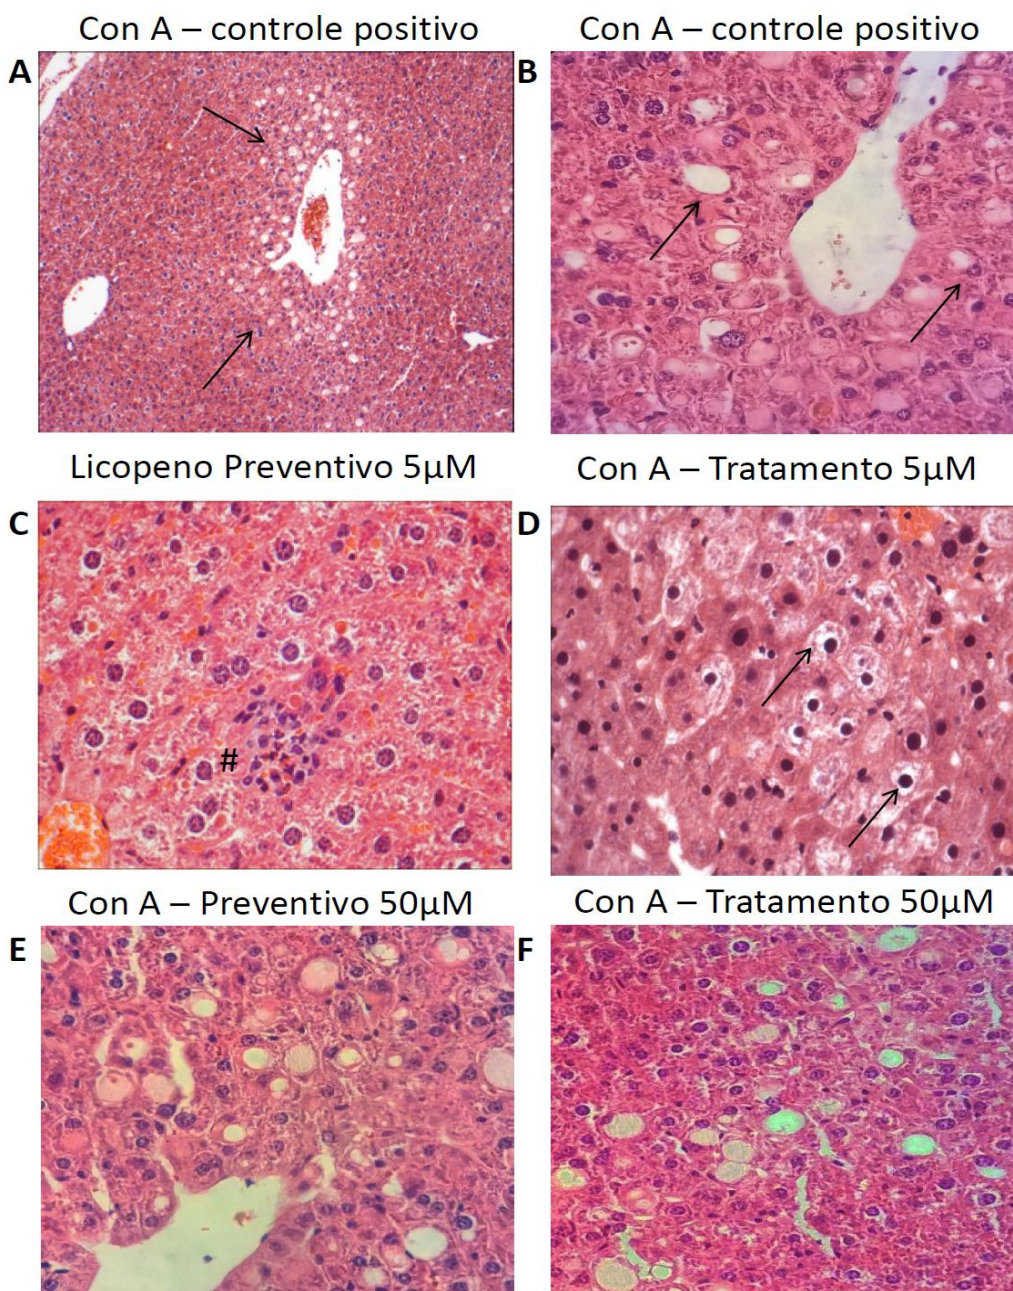 Con A – controle positivo
Con A – controle positivo
A
B
Licopeno Preventivo 5µM
Con A – Tratamento 5µM
C
D
#
Con A – Preventivo 50µM
Con A – Tratamento 50µM
E
F